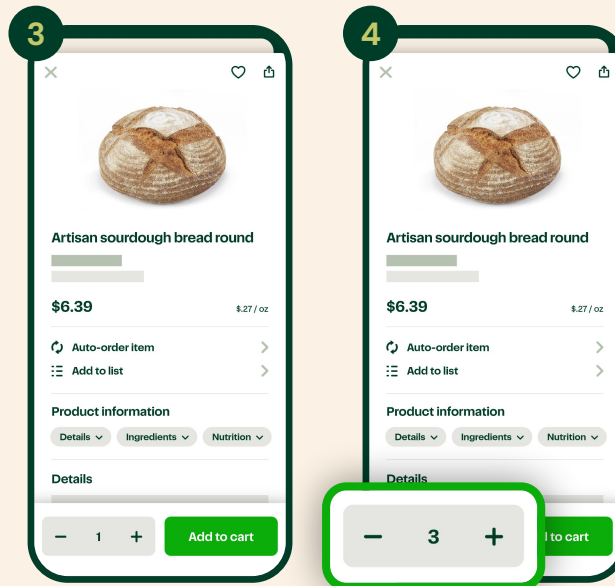 3
Artisan sourdough bread round
$6.39
$.27 / oz
Auto-order item
Add to list
Product information
Details Ingredients Nutrition
Details
− 1 + Add to cart
4
Artisan sourdough bread round
$6.39
$.27 / oz
Auto-order item
Add to list
Product information
Details Ingredients Nutrition
Details
− 3 + to cart